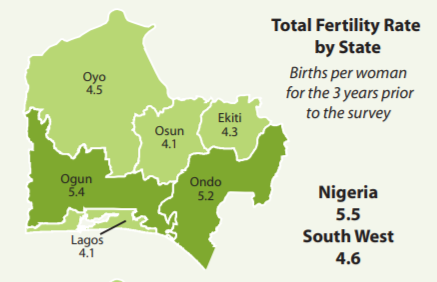 Total Fertility Rate
by State
Births per woman
for the 3 years prior
to the survey
Oyo
4.5
Osun
4.1
Ekiti
4.3
Ogun
5.4
Ondo
5.2
Lagos
4.1
Nigeria
5.5
South West
4.6